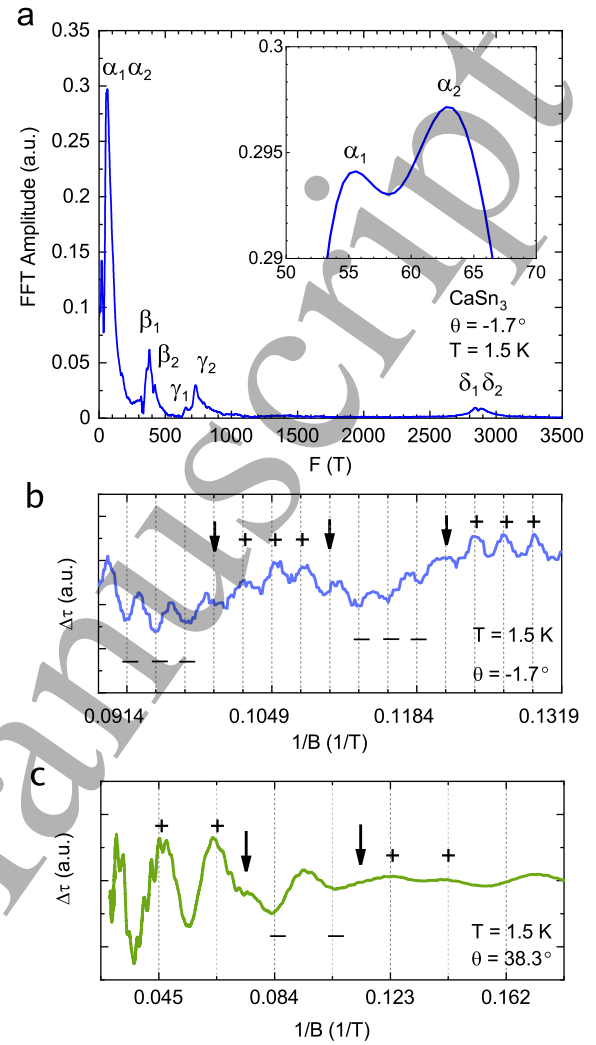 a
0.35
0.3
0.25
0.2
0.15
0.1
0.05
0
FFT Amplitude (a.u.)
α1 α2
β1
β2
γ1
γ2
δ1 δ2
0.3
0.295
0.29
α1
α2
50 55 60 65 70
CaSn3
θ = -1.7°
T = 1.5 K
0 500 1000 1500 2000 2500 3000 3500
F (T)
b
Δτ (a.u.)
+ + +
+ + +
— — —
— — —
T = 1.5 K
θ = -1.7°
0.0914 0.1049 0.1184 0.1319
1/B (1/T)
c
Δτ (a.u.)
+ +
+ +
— —
T = 1.5 K
θ = 38.3°
0.045 0.084 0.123 0.162
1/B (1/T)
anuscript